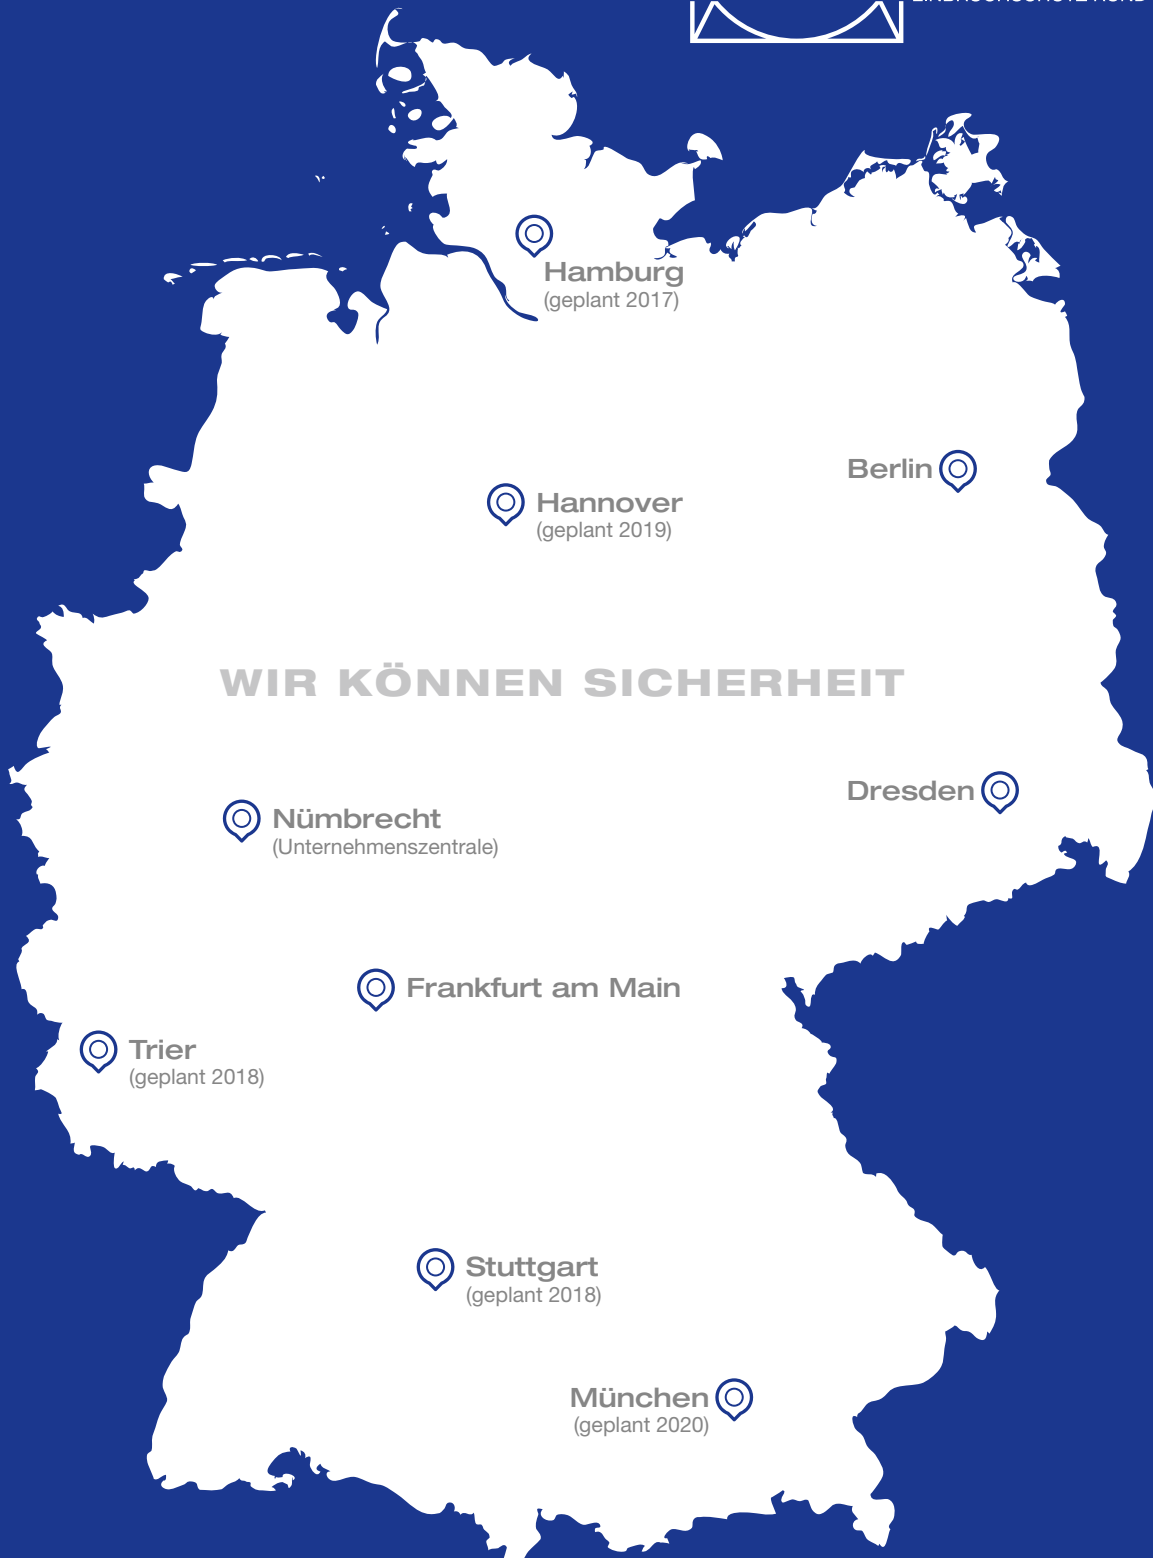 Hamburg
(geplant 2017)
Berlin
Hannover
(geplant 2019)
WIR KÖNNEN SICHERHEIT
Dresden
Nümbrecht
(Unternehmenszentrale)
Frankfurt am Main
Trier
(geplant 2018)
Stuttgart
(geplant 2018)
München
(geplant 2020)